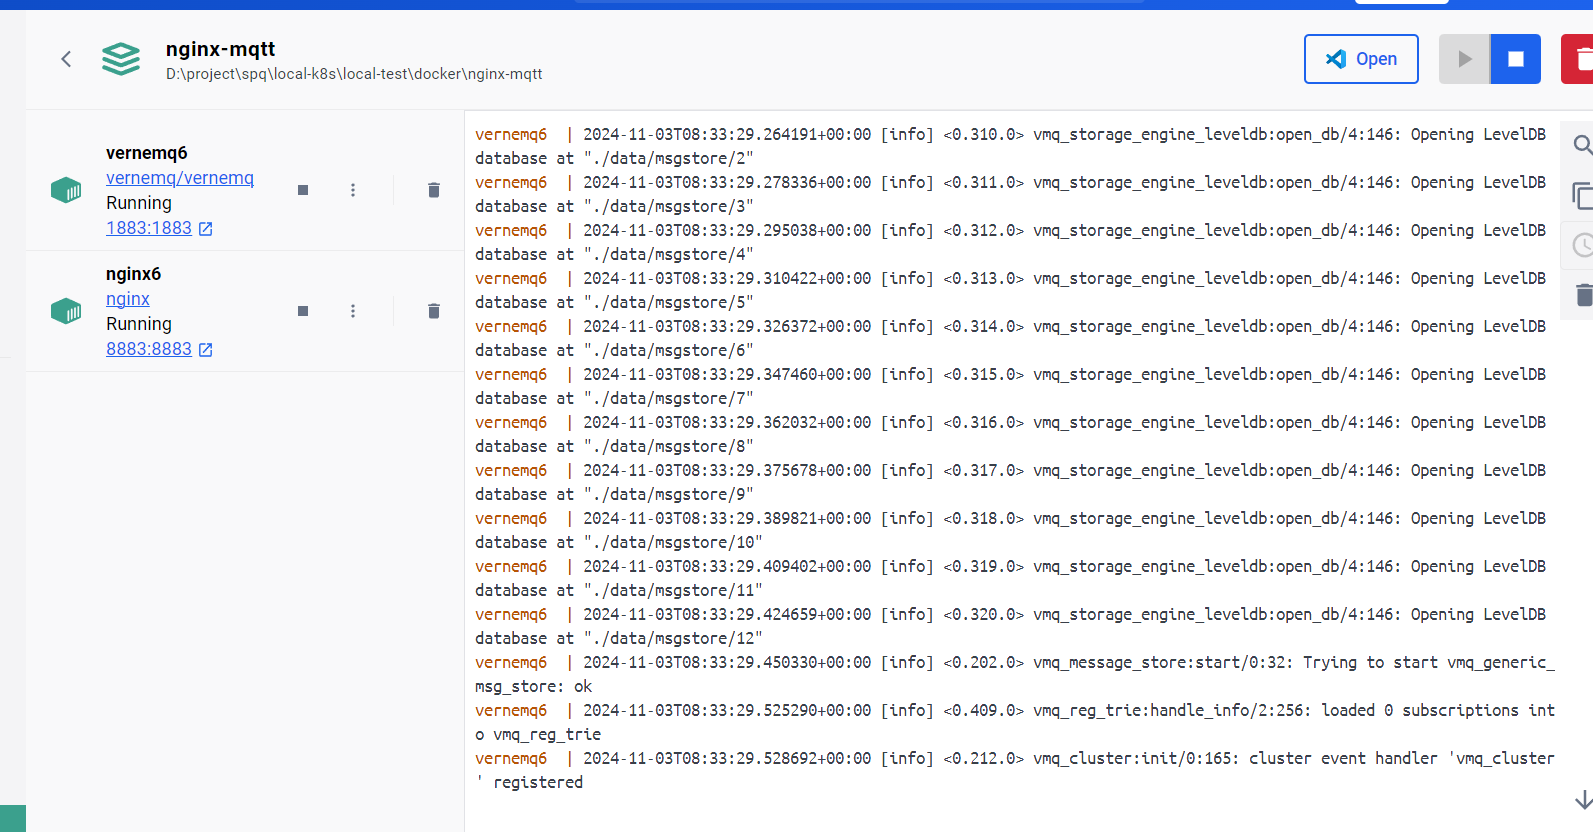 nginx-mqtt
D:\project\spq\local-k8s\local-test\docker\nginx-mqtt
Open
vernemq6
vernemq/vernemq
Running
1883:1883
nginx6
nginx
Running
8883:8883
vernemq6  | 2024-11-03T08:33:29.264191+00:00 [info] <0.310.0> vmq_storage_engine_leveldb:open_db/4:146: Opening LevelDB
database at "./data/msgstore/2"
vernemq6  | 2024-11-03T08:33:29.278336+00:00 [info] <0.311.0> vmq_storage_engine_leveldb:open_db/4:146: Opening LevelDB
database at "./data/msgstore/3"
vernemq6  | 2024-11-03T08:33:29.295038+00:00 [info] <0.312.0> vmq_storage_engine_leveldb:open_db/4:146: Opening LevelDB
database at "./data/msgstore/4"
vernemq6  | 2024-11-03T08:33:29.310422+00:00 [info] <0.313.0> vmq_storage_engine_leveldb:open_db/4:146: Opening LevelDB
database at "./data/msgstore/5"
vernemq6  | 2024-11-03T08:33:29.326372+00:00 [info] <0.314.0> vmq_storage_engine_leveldb:open_db/4:146: Opening LevelDB
database at "./data/msgstore/6"
vernemq6  | 2024-11-03T08:33:29.347460+00:00 [info] <0.315.0> vmq_storage_engine_leveldb:open_db/4:146: Opening LevelDB
database at "./data/msgstore/7"
vernemq6  | 2024-11-03T08:33:29.362032+00:00 [info] <0.316.0> vmq_storage_engine_leveldb:open_db/4:146: Opening LevelDB
database at "./data/msgstore/8"
vernemq6  | 2024-11-03T08:33:29.375678+00:00 [info] <0.317.0> vmq_storage_engine_leveldb:open_db/4:146: Opening LevelDB
database at "./data/msgstore/9"
vernemq6  | 2024-11-03T08:33:29.389821+00:00 [info] <0.318.0> vmq_storage_engine_leveldb:open_db/4:146: Opening LevelDB
database at "./data/msgstore/10"
vernemq6  | 2024-11-03T08:33:29.409402+00:00 [info] <0.319.0> vmq_storage_engine_leveldb:open_db/4:146: Opening LevelDB
database at "./data/msgstore/11"
vernemq6  | 2024-11-03T08:33:29.424659+00:00 [info] <0.320.0> vmq_storage_engine_leveldb:open_db/4:146: Opening LevelDB
database at "./data/msgstore/12"
vernemq6  | 2024-11-03T08:33:29.450330+00:00 [info] <0.202.0> vmq_message_store:start/0:32: Trying to start vmq_generic_
msg_store: ok
vernemq6  | 2024-11-03T08:33:29.525290+00:00 [info] <0.409.0> vmq_reg_trie:handle_info/2:256: loaded 0 subscriptions int
o vmq_reg_trie
vernemq6  | 2024-11-03T08:33:29.528692+00:00 [info] <0.212.0> vmq_cluster:init/0:165: cluster event handler 'vmq_cluster
' registered